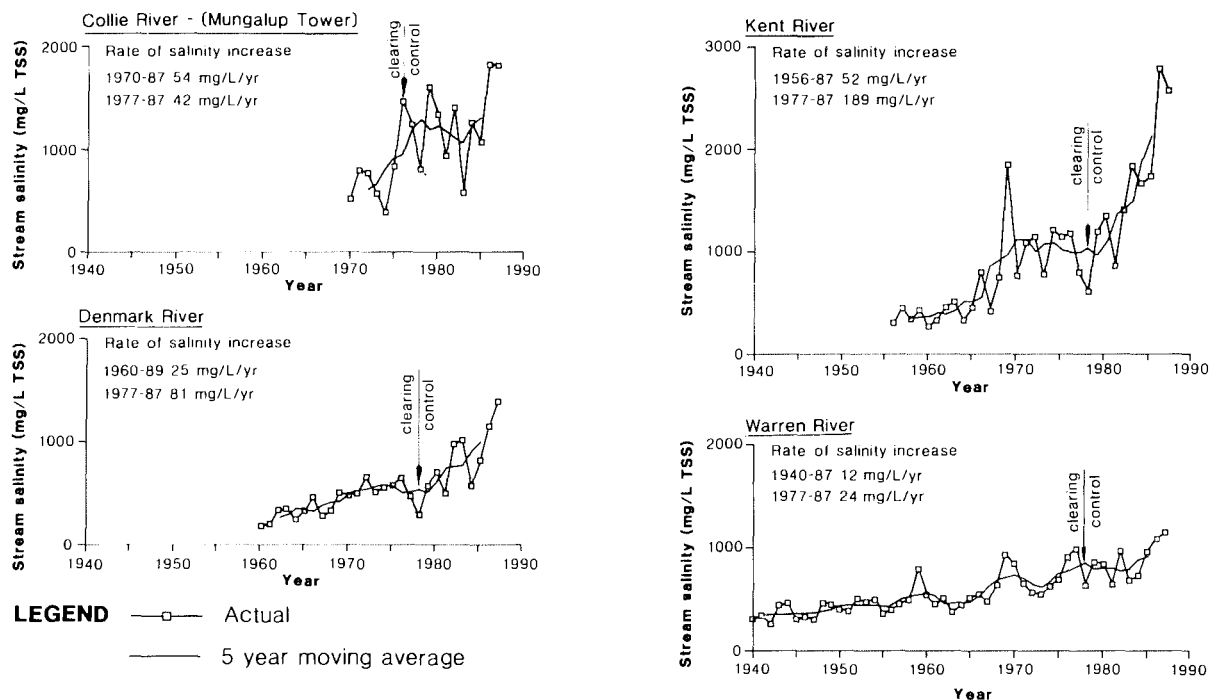 Collie River - (Mungalup Tower)
Rate of salinity increase
1970-87 54 mg/L/yr
1977-87 42 mg/L/yr
clearing
control
Stream salinity (mg/L TSS)
2000
1000
0
1940 1950 1960 1970 1980 1990
Year
Kent River
Rate of salinity increase
1956-87 52 mg/L/yr
1977-87 189 mg/L/yr
clearing
control
Stream salinity (mg/L TSS)
3000
2000
1000
0
1940 1950 1960 1970 1980 1990
Year
Denmark River
Rate of salinity increase
1960-89 25 mg/L/yr
1977-87 81 mg/L/yr
clearing
control
Stream salinity (mg/L TSS)
2000
1000
0
1940 1950 1960 1970 1980 1990
Year
Warren River
Rate of salinity increase
1940-87 12 mg/L/yr
1977-87 24 mg/L/yr
clearing
control
Stream salinity (mg/L TSS)
2000
1000
0
1940 1950 1960 1970 1980 1990
Year
LEGEND
Actual
5 year moving average